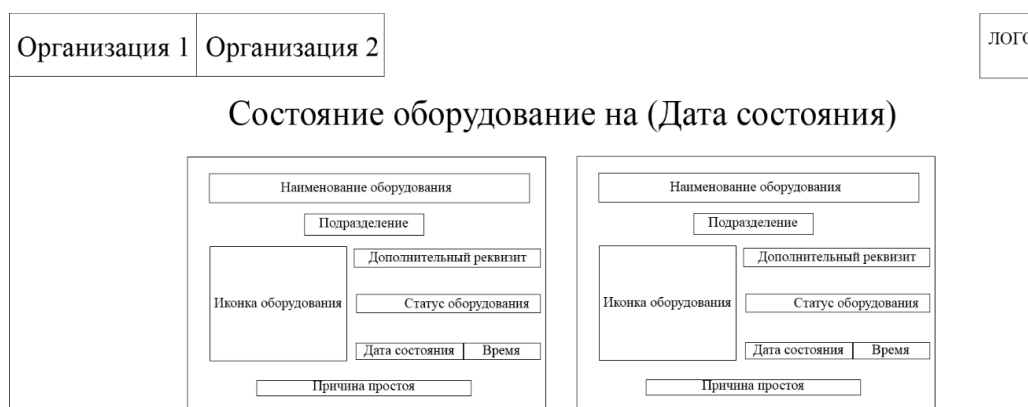 Организация 1 Организация 2 ЛОГО
Состояние оборудование на (Дата состояния)
Наименование оборудования
Подразделение
Иконка оборудования
Дополнительный реквизит
Статус оборудования
Дата состояния Время
Причина простоя
Наименование оборудования
Подразделение
Иконка оборудования
Дополнительный реквизит
Статус оборудования
Дата состояния Время
Причина простоя